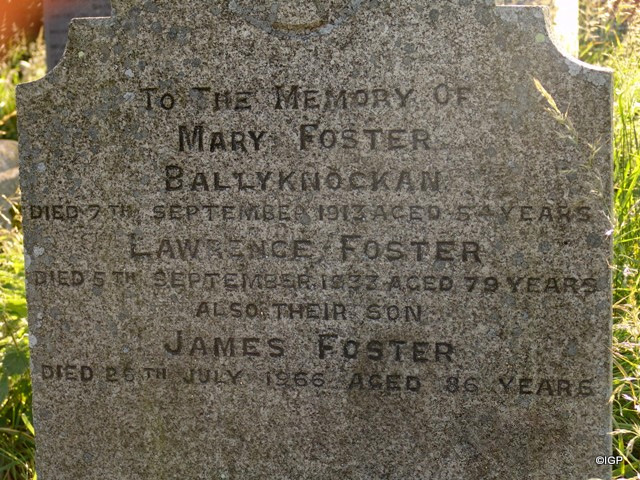 To The Memory Of
Mary Foster
Ballyknockan
Died 7th September 1913 aged 54 years
Lawrence Foster
Died 5th September 1932 aged 79 years
also their son
James Foster
Died 26th July 1966 aged 86 years
©IGP